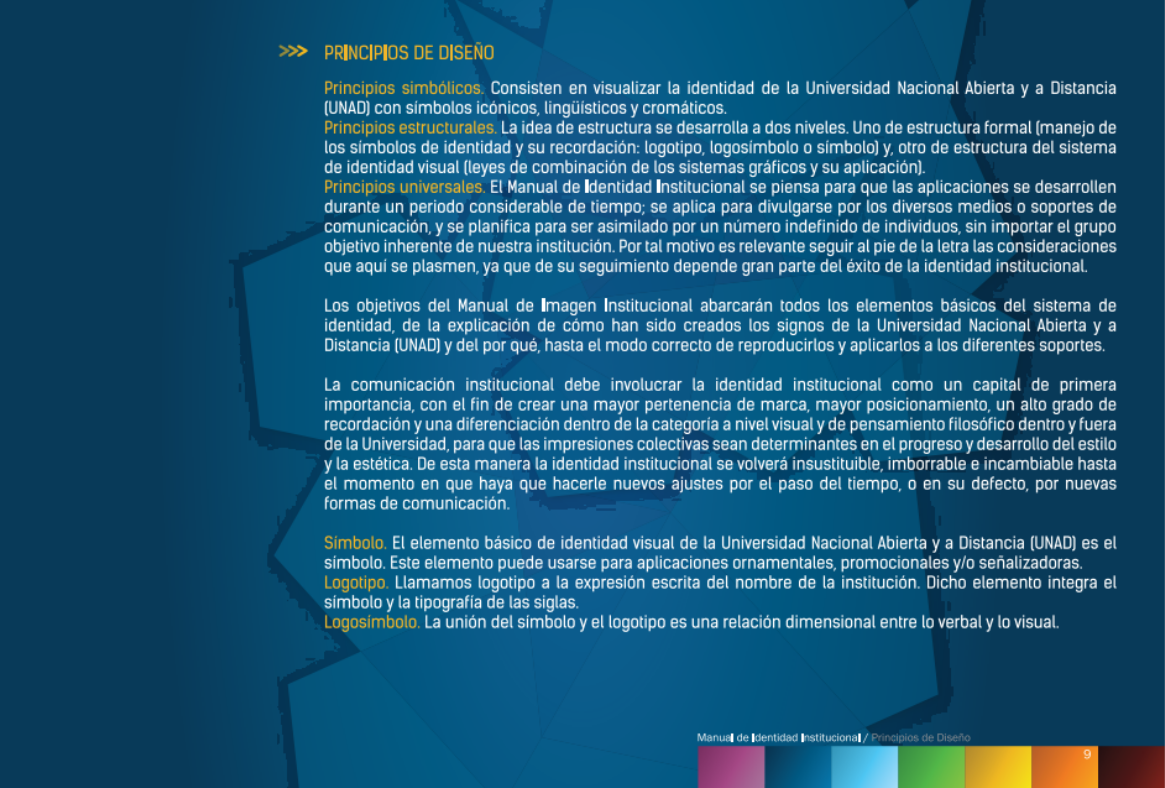 >>> PRINCIPIOS DE DISEÑO
Principios simbólicos. Consisten en visualizar la identidad de la Universidad Nacional Abierta y a Distancia
(UNAD) con símbolos icónicos, lingüísticos y cromáticos.
Principios estructurales. La idea de estructura se desarrolla a dos niveles. Uno de estructura formal (manejo de
los símbolos de identidad y su recordación: logotipo, logosímbolo o símbolo) y, otro de estructura del sistema
de identidad visual (leyes de combinación de los sistemas gráficos y su aplicación).
Principios universales. El Manual de Identidad Institucional se piensa para que las aplicaciones se desarrollen
durante un periodo considerable de tiempo; se aplica para divulgarse por los diversos medios o soportes de
comunicación, y se planifica para ser asimilado por un número indefinido de individuos, sin importar el grupo
objetivo inherente de nuestra institución. Por tal motivo es relevante seguir al pie de la letra las consideraciones
que aquí se plasmen, ya que de su seguimiento depende gran parte del éxito de la identidad institucional.
Los objetivos del Manual de Imagen Institucional abarcarán todos los elementos básicos del sistema de
identidad, de la explicación de cómo han sido creados los signos de la Universidad Nacional Abierta y a
Distancia (UNAD) y del por qué, hasta el modo correcto de reproducirlos y aplicarlos a los diferentes soportes.
La comunicación institucional debe involucrar la identidad institucional como un capital de primera
importancia, con el fin de crear una mayor pertenencia de marca, mayor posicionamiento, un alto grado de
recordación y una diferenciación dentro de la categoría a nivel visual y de pensamiento filosófico dentro y fuera
de la Universidad, para que las impresiones colectivas sean determinantes en el progreso y desarrollo del estilo
y la estética. De esta manera la identidad institucional se volverá insustituible, imborrable e incambiable hasta
el momento en que haya que hacerle nuevos ajustes por el paso del tiempo, o en su defecto, por nuevas
formas de comunicación.
Símbolo. El elemento básico de identidad visual de la Universidad Nacional Abierta y a Distancia (UNAD) es el
símbolo. Este elemento puede usarse para aplicaciones ornamentales, promocionales y/o señalizadoras.
Logotipo. Llamamos logotipo a la expresión escrita del nombre de la institución. Dicho elemento integra el
símbolo y la tipografía de las siglas.
Logosímbolo. La unión del símbolo y el logotipo es una relación dimensional entre lo verbal y lo visual.
Manual de Identidad Institucional / Principios de Diseño
9